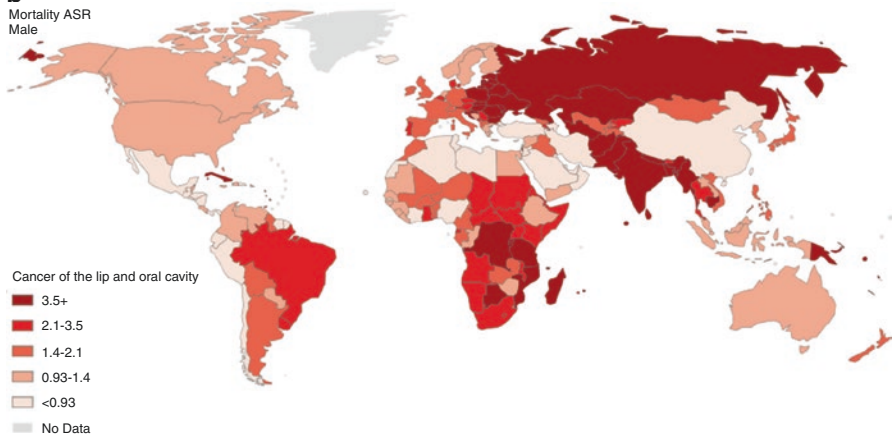 Mortality ASR
Male
Cancer of the lip and oral cavity
3.5+
2.1-3.5
1.4-2.1
0.93-1.4
<0.93
No Data